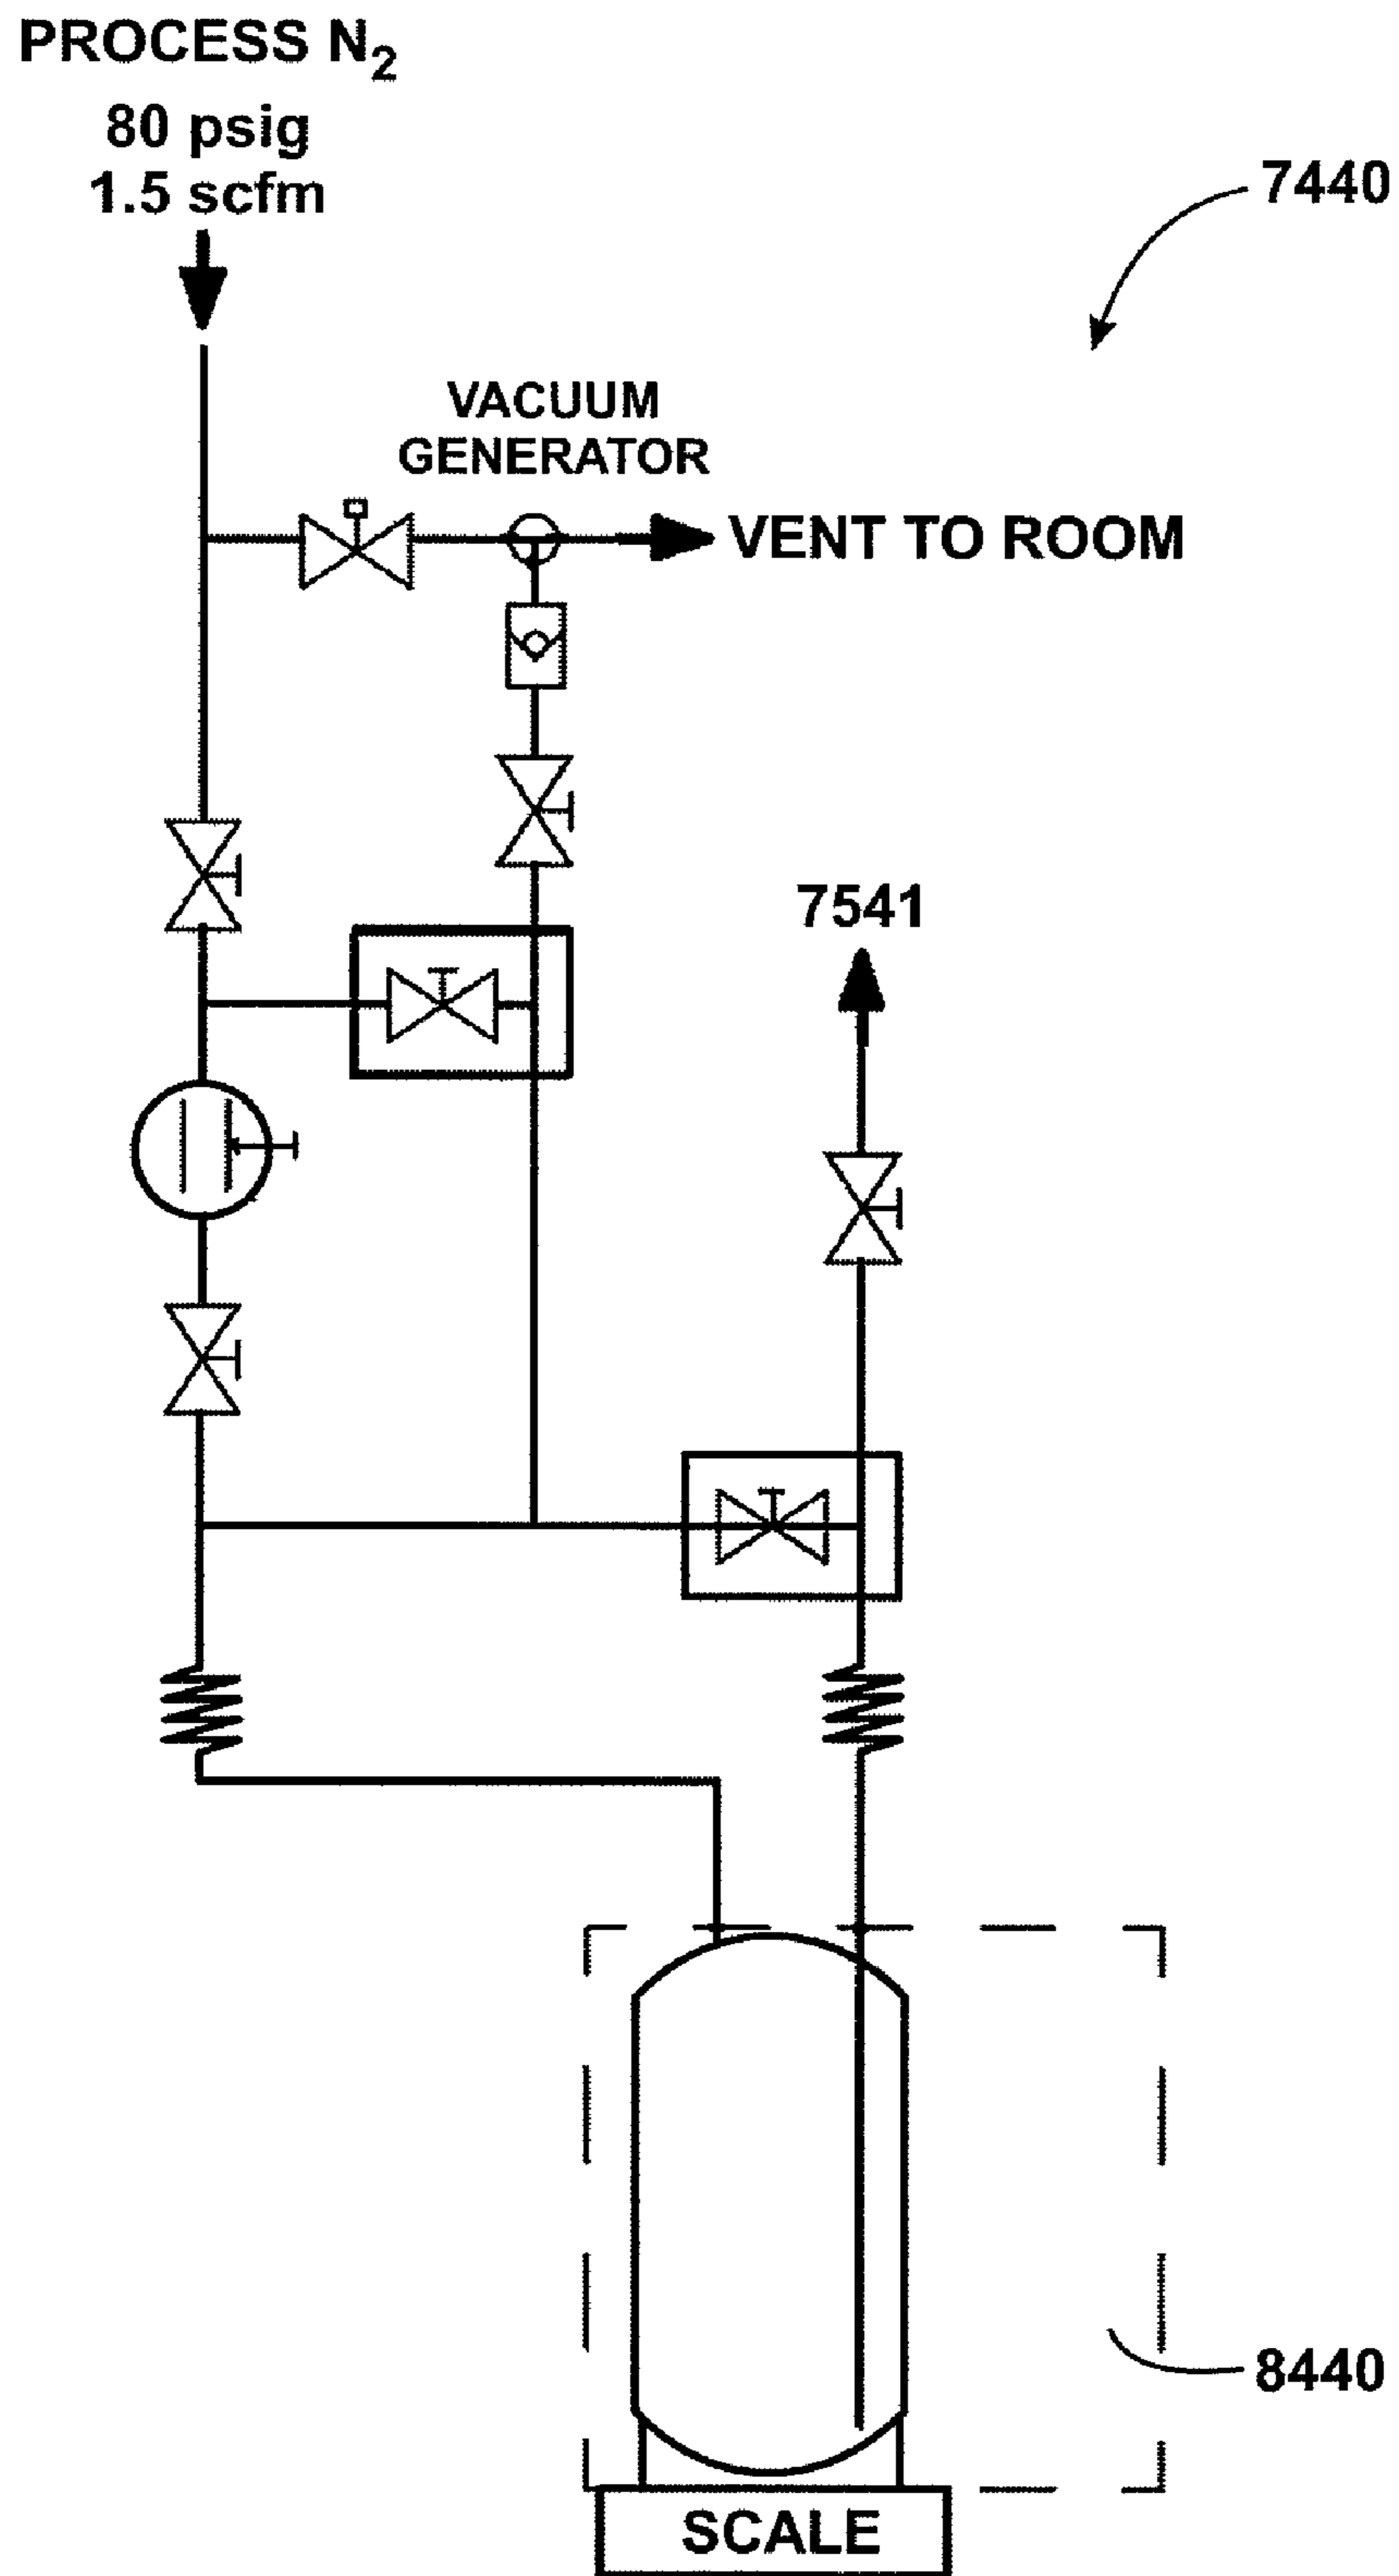 PROCESS N₂
80 psig
1.5 scfm
7440
VACUUM
GENERATOR
VENT TO ROOM
7541
8440
SCALE